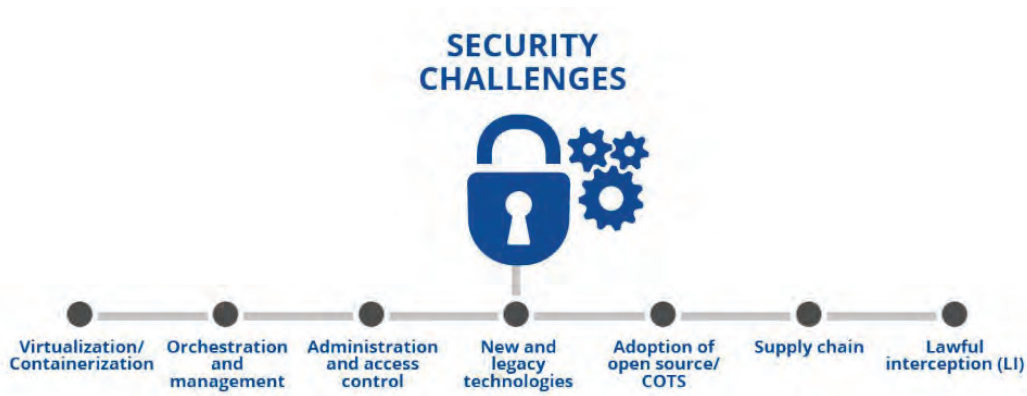 SECURITY
CHALLENGES
Virtualization/
Containerization
Orchestration
and
management
Administration
and access
control
New and
legacy
technologies
Adoption of
open source/
COTS
Supply chain
Lawful
interception (LI)